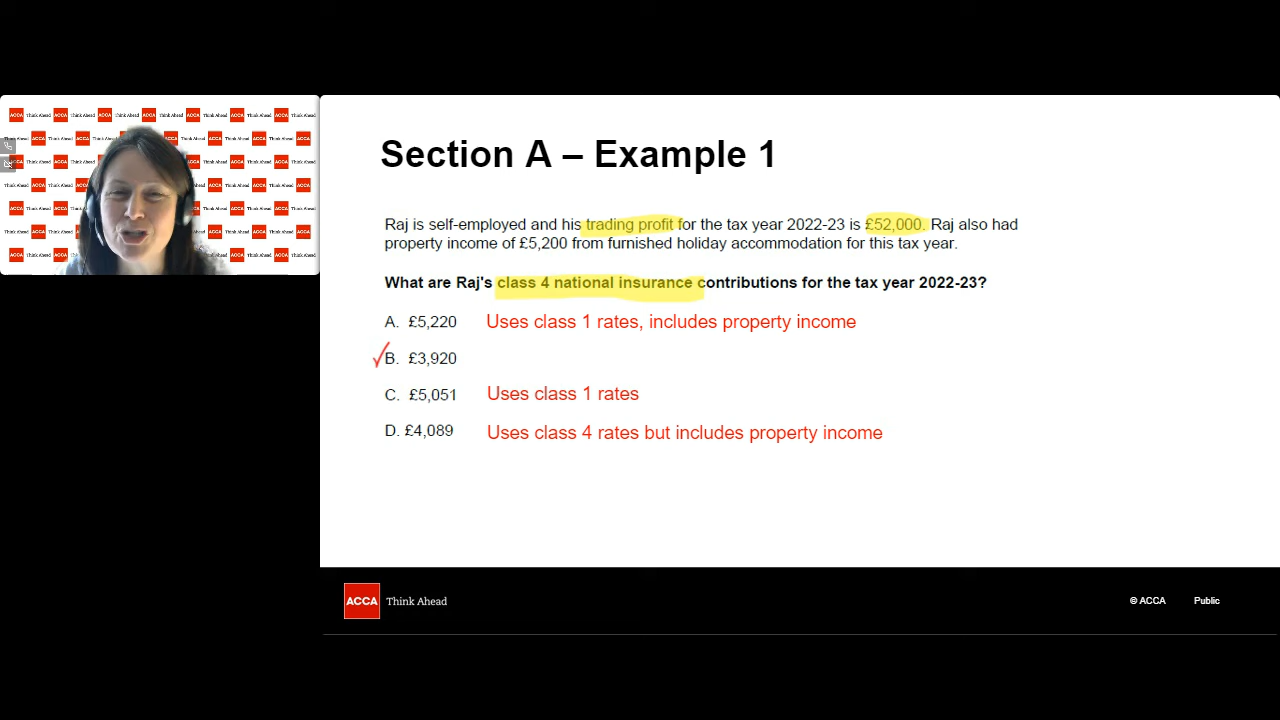 Section A – Example 1
Raj is self-employed and his trading profit for the tax year 2022-23 is £52,000. Raj also had
property income of £5,200 from furnished holiday accommodation for this tax year.
What are Raj's class 4 national insurance contributions for the tax year 2022-23?
A. £5,220 Uses class 1 rates, includes property income
B. £3,920
C. £5,051 Uses class 1 rates
D. £4,089 Uses class 4 rates but includes property income
ACCA Think Ahead
© ACCA Public